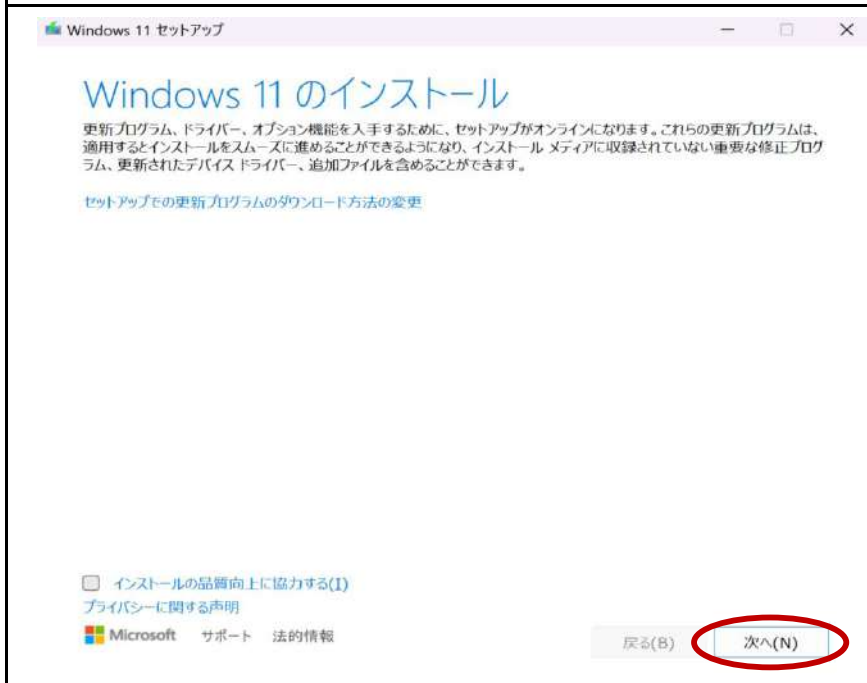 Windows 11 セットアップ
Windows 11 のインストール
更新プログラム、ドライバー、オプション機能を入手するために、セットアップがオンラインになります。これらの更新プログラムは、
適用するとインストールをスムーズに進めることができるようになり、インストール メディアに収録されていない重要な修正プログ
ラム、更新されたデバイス ドライバー、追加ファイルを含めることができます。
セットアップでの更新プログラムのダウンロード方法の変更
インストールの品質向上に協力する(I)
プライバシーに関する声明
Microsoft サポート 法的情報
戻る(B) 次へ(N)